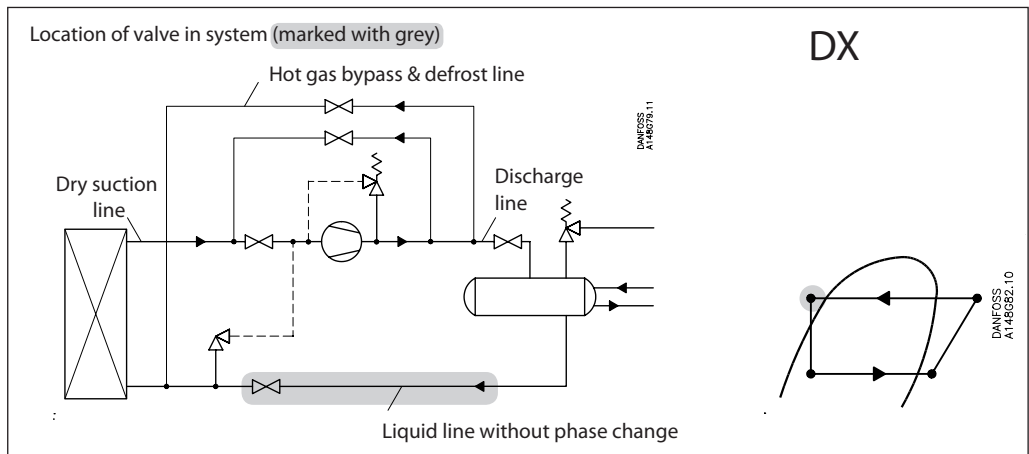 Location of valve in system (marked with grey)
DX
Hot gas bypass & defrost line
DANFOSS
A148G79.11
Dry suction
line
Discharge
line
DANFOSS
A148G82.10
:
.
Liquid line without phase change